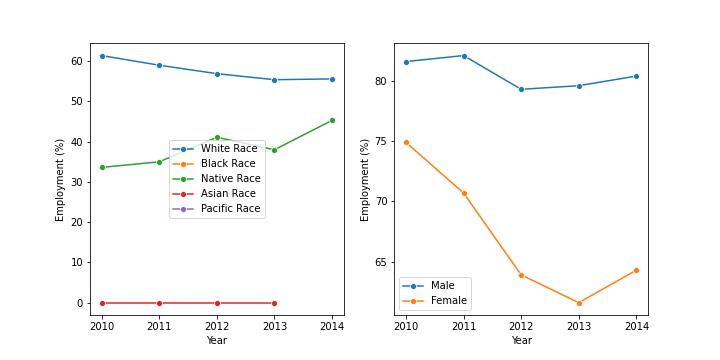 60
50
40
30
20
10
0
Employment (%)
2010 2011 2012 2013 2014
Year
White Race
Black Race
Native Race
Asian Race
Pacific Race
80
75
70
65
Employment (%)
2010 2011 2012 2013 2014
Year
Male
Female